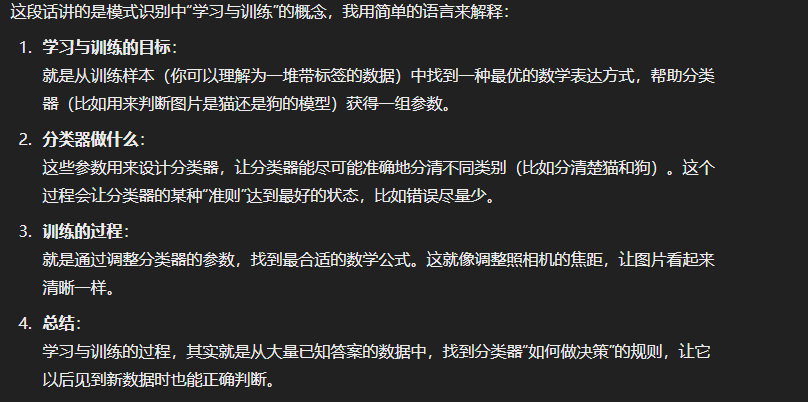 这段话讲的是模式识别中“学习与训练”的概念，我用简单的语言来解释：
1. 学习与训练的目标：
就是从训练样本（你可以理解为一堆带标签的数据）中找到一种最优的数学表达方式，帮助分类
器（比如用来判断图片是猫还是狗的模型）获得一组参数。
2. 分类器做什么：
这些参数用来设计分类器，让分类器能尽可能准确地分清不同类别（比如分清楚猫和狗）。这个
过程会让分类器的某种“准则”达到最好的状态，比如错误尽量少。
3. 训练的过程：
就是通过调整分类器的参数，找到最合适的数学公式。这就像调整照相机的焦距，让图片看起来
清晰一样。
4. 总结：
学习与训练的过程，其实就是从大量已知答案的数据中，找到分类器“如何做决策”的规则，让它
以后见到新数据时也能正确判断。